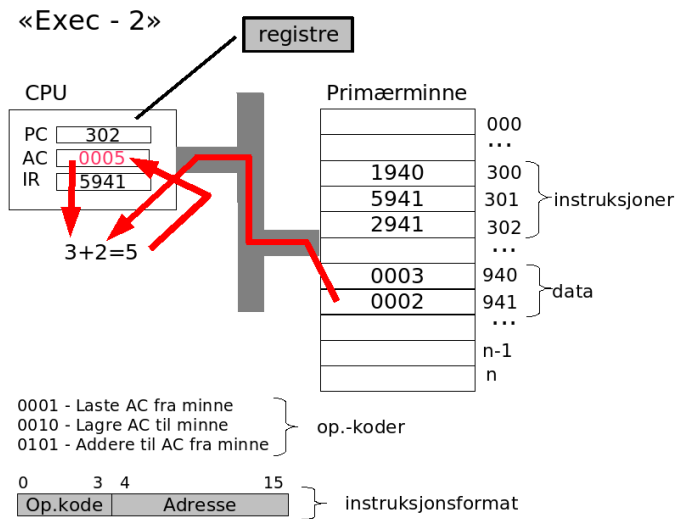 «Exec - 2»
registre
CPU
Primærminne
PC 302
AC 0005
IR 5941
3+2=5
000
...
1940 300
5941 301
2941 302
instruksjoner
...
0003 940
0002 941
data
...
n-1
n
0001 - Laste AC fra minne
0010 - Lagre AC til minne
0101 - Addere til AC fra minne
op.-koder
0 3 4 15
Op.kode Adresse
instruksjonsformat